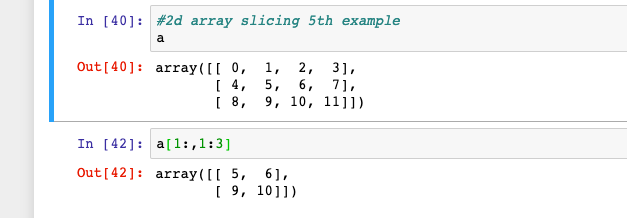 In [40]: #2d array slicing 5th example
a
Out[40]: array([[ 0,  1,  2,  3],
       [ 4,  5,  6,  7],
       [ 8,  9, 10, 11]])
In [42]: a[1:,1:3]
Out[42]: array([[ 5,  6],
       [ 9, 10]])